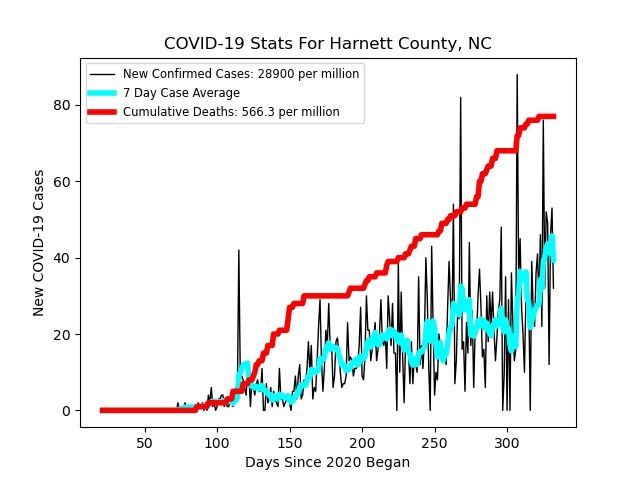 COVID-19 Stats For Harnett County, NC
New Confirmed Cases: 28900 per million
7 Day Case Average
Cumulative Deaths: 566.3 per million
New COVID-19 Cases
80
60
40
20
0
50 100 150 200 250 300
Days Since 2020 Began